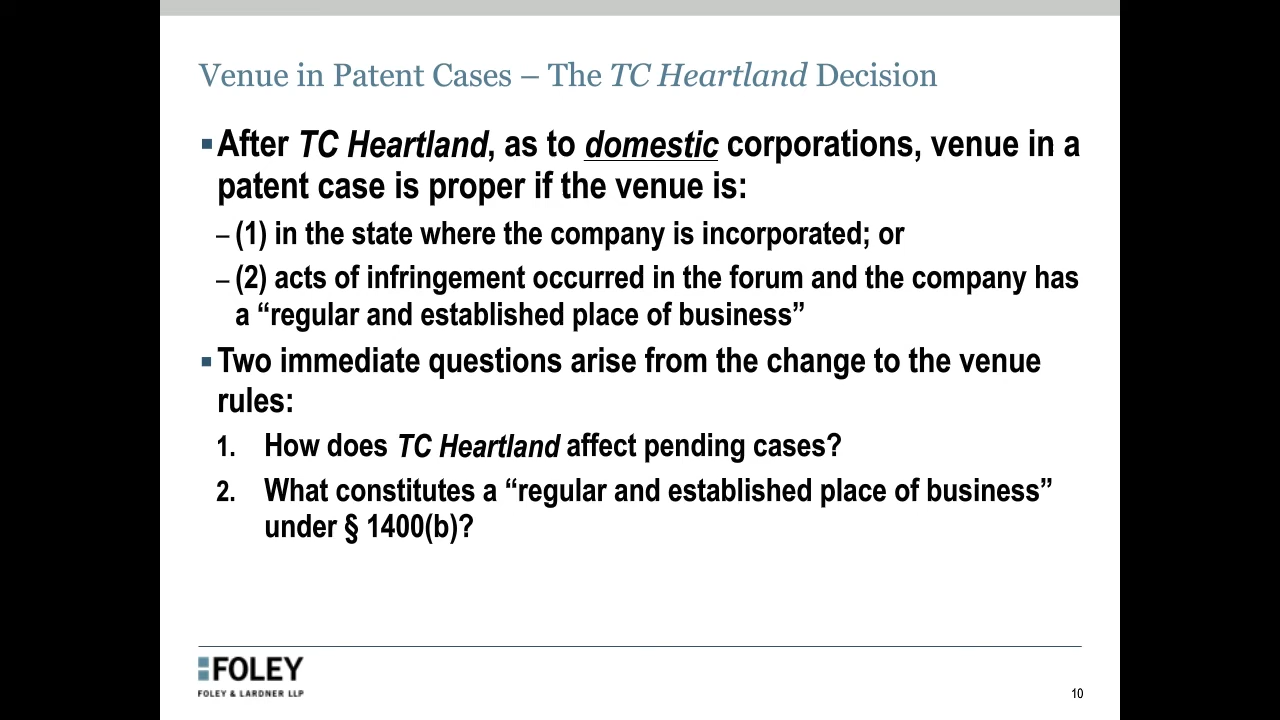 Venue in Patent Cases – The TC Heartland Decision
▪After TC Heartland, as to domestic corporations, venue in a
patent case is proper if the venue is:
– (1) in the state where the company is incorporated; or
– (2) acts of infringement occurred in the forum and the company has
a “regular and established place of business”
▪Two immediate questions arise from the change to the venue
rules:
1. How does TC Heartland affect pending cases?
2. What constitutes a “regular and established place of business”
under § 1400(b)?
FOLEY
FOLEY & LARDNER LLP
10